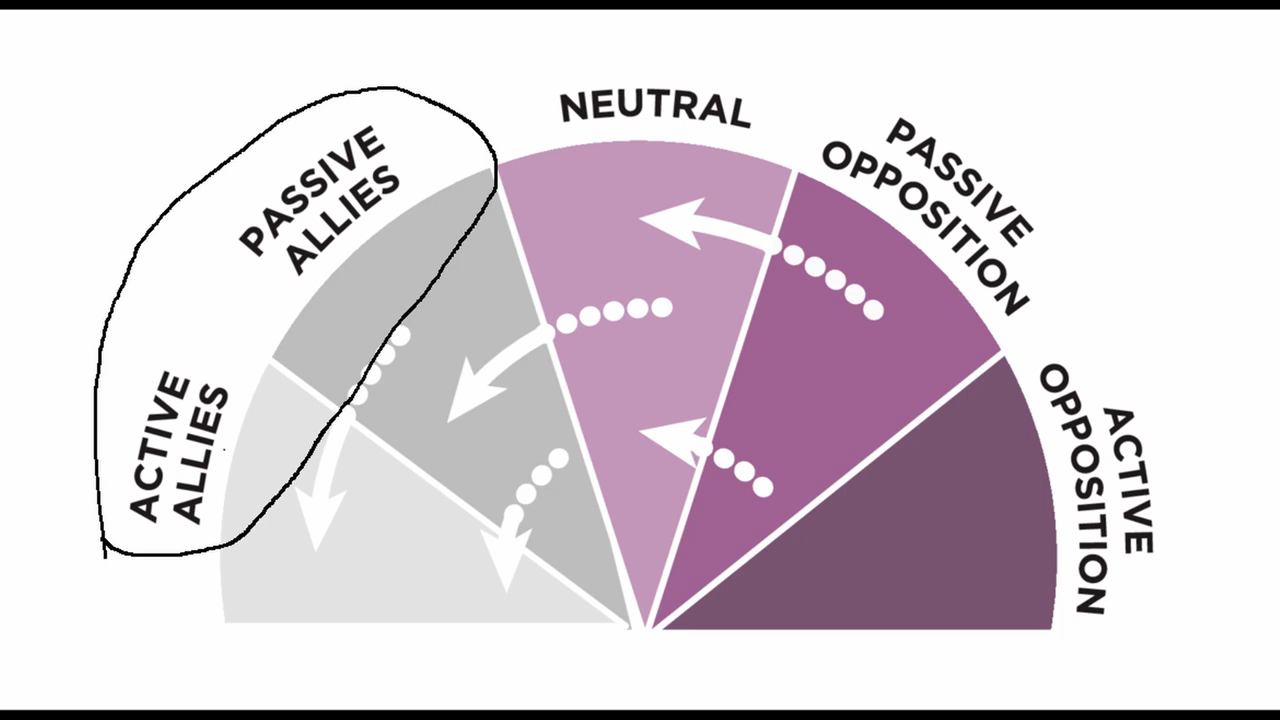 PASSIVE
ALLIES
NEUTRAL
PASSIVE
OPPOSITION
ACTIVE
ALLIES
ACTIVE
OPPOSITION